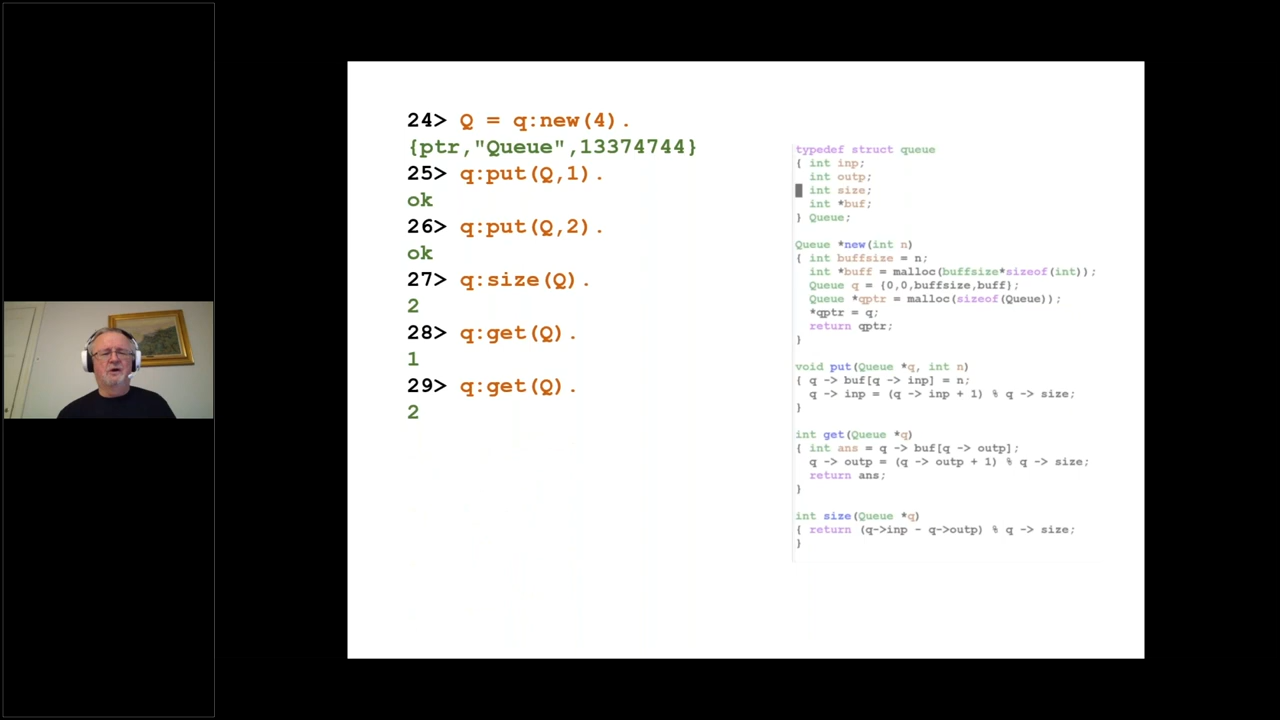 24> Q = q:new(4).
{ptr,"Queue",13374744}
25> q:put(Q,1).
ok
26> q:put(Q,2).
ok
27> q:size(Q).
2
28> q:get(Q).
1
29> q:get(Q).
2
typedef struct queue
{ int inp;
  int outp;
  int size;
  int *buf;
} Queue;

Queue *new(int n)
{ int buffsize = n;
  int *buff = malloc(buffsize*sizeof(int));
  Queue q = {0,0,buffsize,buff};
  Queue *qptr = malloc(sizeof(Queue));
  *qptr = q;
  return qptr;
}

void put(Queue *q, int n)
{ q -> buf[q -> inp] = n;
  q -> inp = (q -> inp + 1) % q -> size;
}

int get(Queue *q)
{ int ans = q -> buf[q -> outp];
  q -> outp = (q -> outp + 1) % q -> size;
  return ans;
}

int size(Queue *q)
{ return (q->inp - q->outp) % q -> size;
}